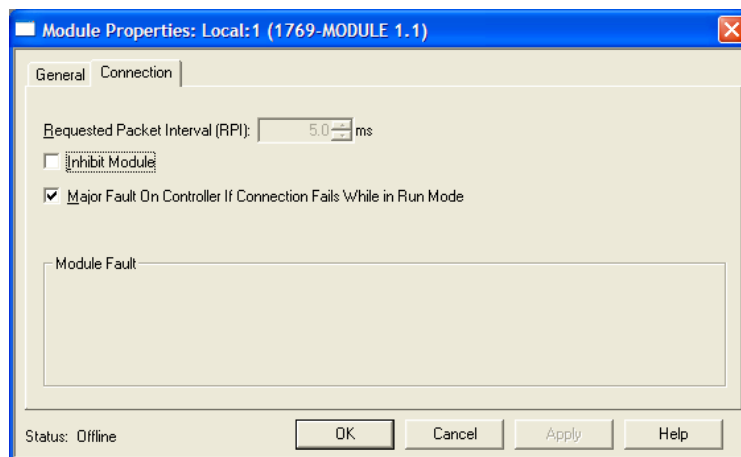 Module Properties: Local:1 (1769-MODULE 1.1)
General Connection
Requested Packet Interval (RPI): 5.0 ms
Inhibit Module
Major Fault On Controller If Connection Fails While in Run Mode
Module Fault
Status: Offline OK Cancel Apply Help